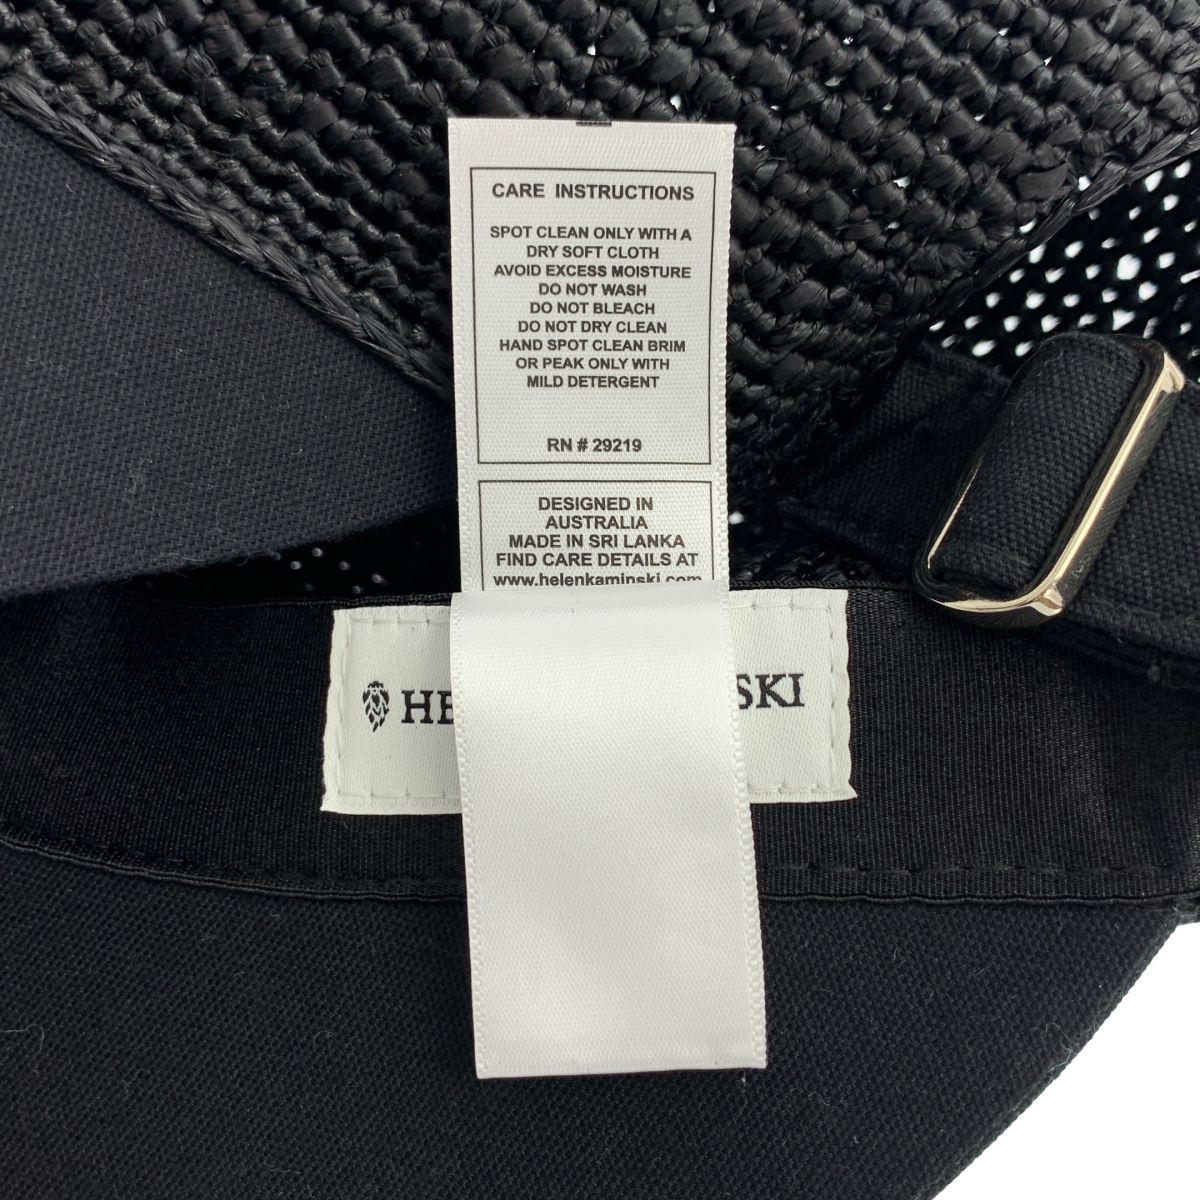 CARE INSTRUCTIONS
SPOT CLEAN ONLY WITH A
DRY SOFT CLOTH
AVOID EXCESS MOISTURE
DO NOT WASH
DO NOT BLEACH
DO NOT DRY CLEAN
HAND SPOT CLEAN BRIM
OR PEAK ONLY WITH
MILD DETERGENT
RN # 29219
DESIGNED IN
AUSTRALIA
MADE IN SRI LANKA
FIND CARE DETAILS AT
www.helenkaminski.com
HE SKI